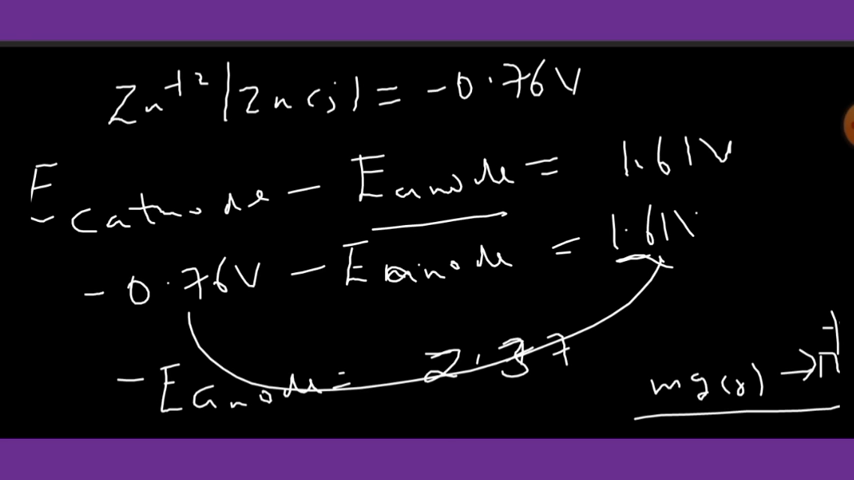 Zn+2|Zn(s) = -0.76V
Ecathode - Eanode = 1.61V
-0.76V - Eanode = 1.61V
-Eanode = 2.37
mg(s) →